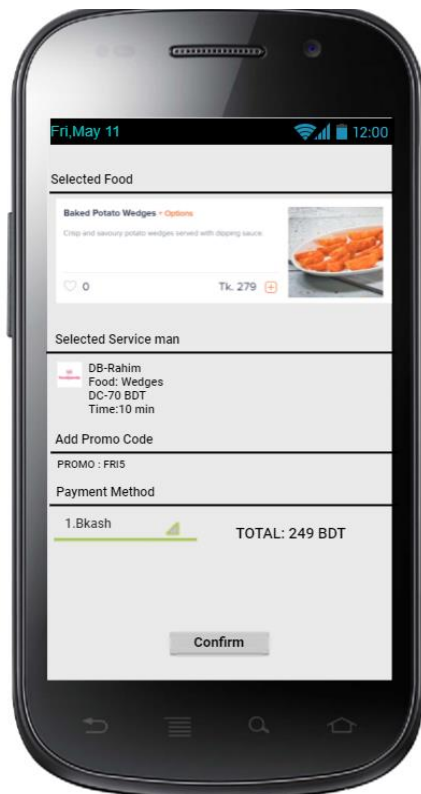 Fri,May 11 12:00
Selected Food
Baked Potato Wedges • Options
Crisp and savoury potato wedges served with dipping sauce.
0 Tk. 279
Selected Service man
DB-Rahim
Food: Wedges
DC-70 BDT
Time:10 min
Add Promo Code
PROMO : FRI5
Payment Method
1.Bkash
TOTAL: 249 BDT
Confirm